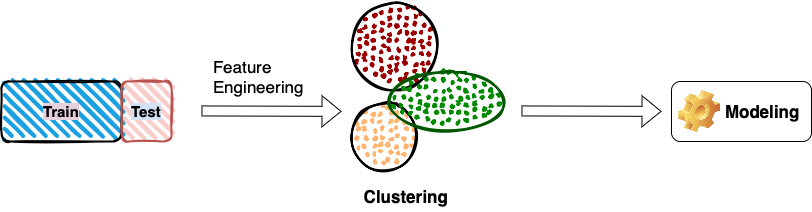 Train
Test
Feature
Engineering
Clustering
Modeling